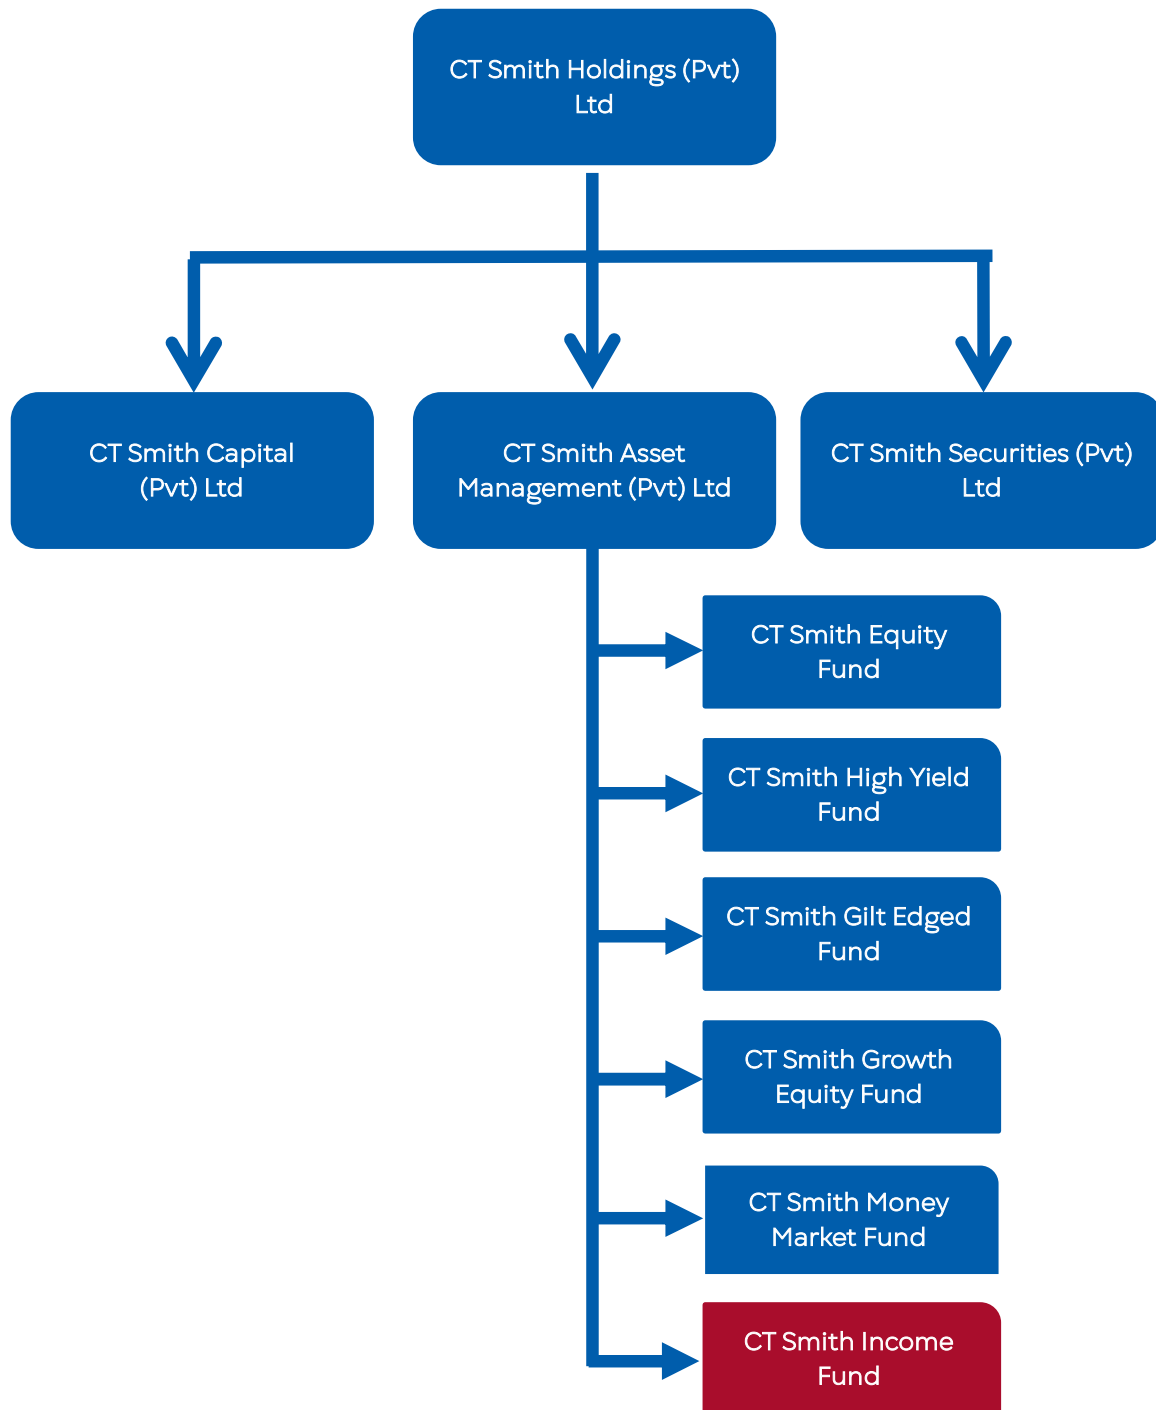 CT Smith Holdings (Pvt)
Ltd
CT Smith Capital
(Pvt) Ltd
CT Smith Asset
Management (Pvt) Ltd
CT Smith Securities (Pvt)
Ltd
CT Smith Equity
Fund
CT Smith High Yield
Fund
CT Smith Gilt Edged
Fund
CT Smith Growth
Equity Fund
CT Smith Money
Market Fund
CT Smith Income
Fund